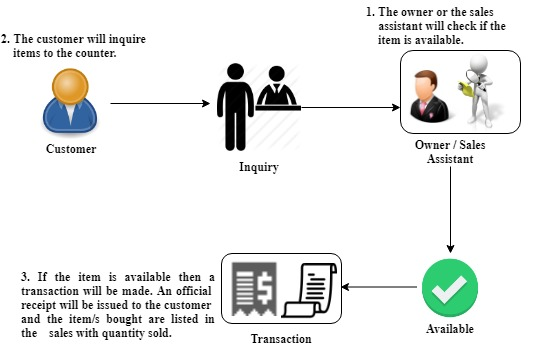 1. The owner or the sales
assistant will check if the
item is available.
2. The customer will inquire
items to the counter.
Customer
Inquiry
Owner / Sales
Assistant
3. If the item is available then a
transaction will be made. An official
receipt will be issued to the customer
and the item/s bought are listed in
the sales with quantity sold.
$
Transaction
Available